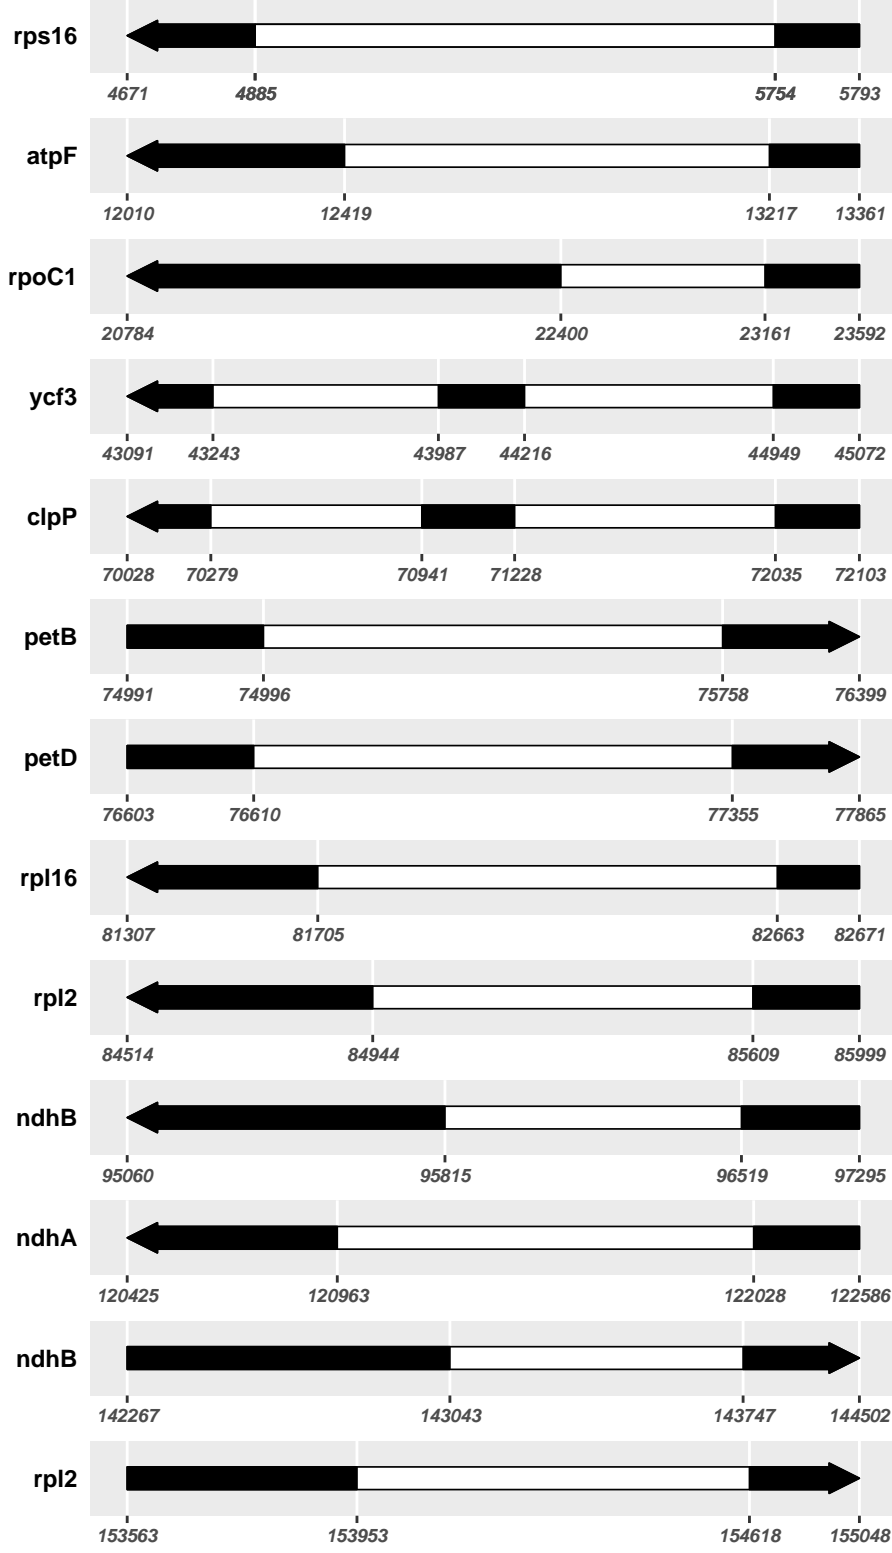 rps16
4671 4885 5754 5793
atpF
12010 12419 13217 13361
rpoC1
20784 22400 23161 23592
ycf3
43091 43243 43987 44216 44949 45072
clpP
70028 70279 70941 71228 72035 72103
petB
74991 74996 75758 76399
petD
76603 76610 77355 77865
rpl16
81307 81705 82663 82671
rpl2
84514 84944 85609 85999
ndhB
95060 95815 96519 97295
ndhA
120425 120963 122028 122586
ndhB
142267 143043 143747 144502
rpl2
153563 153953 154618 155048